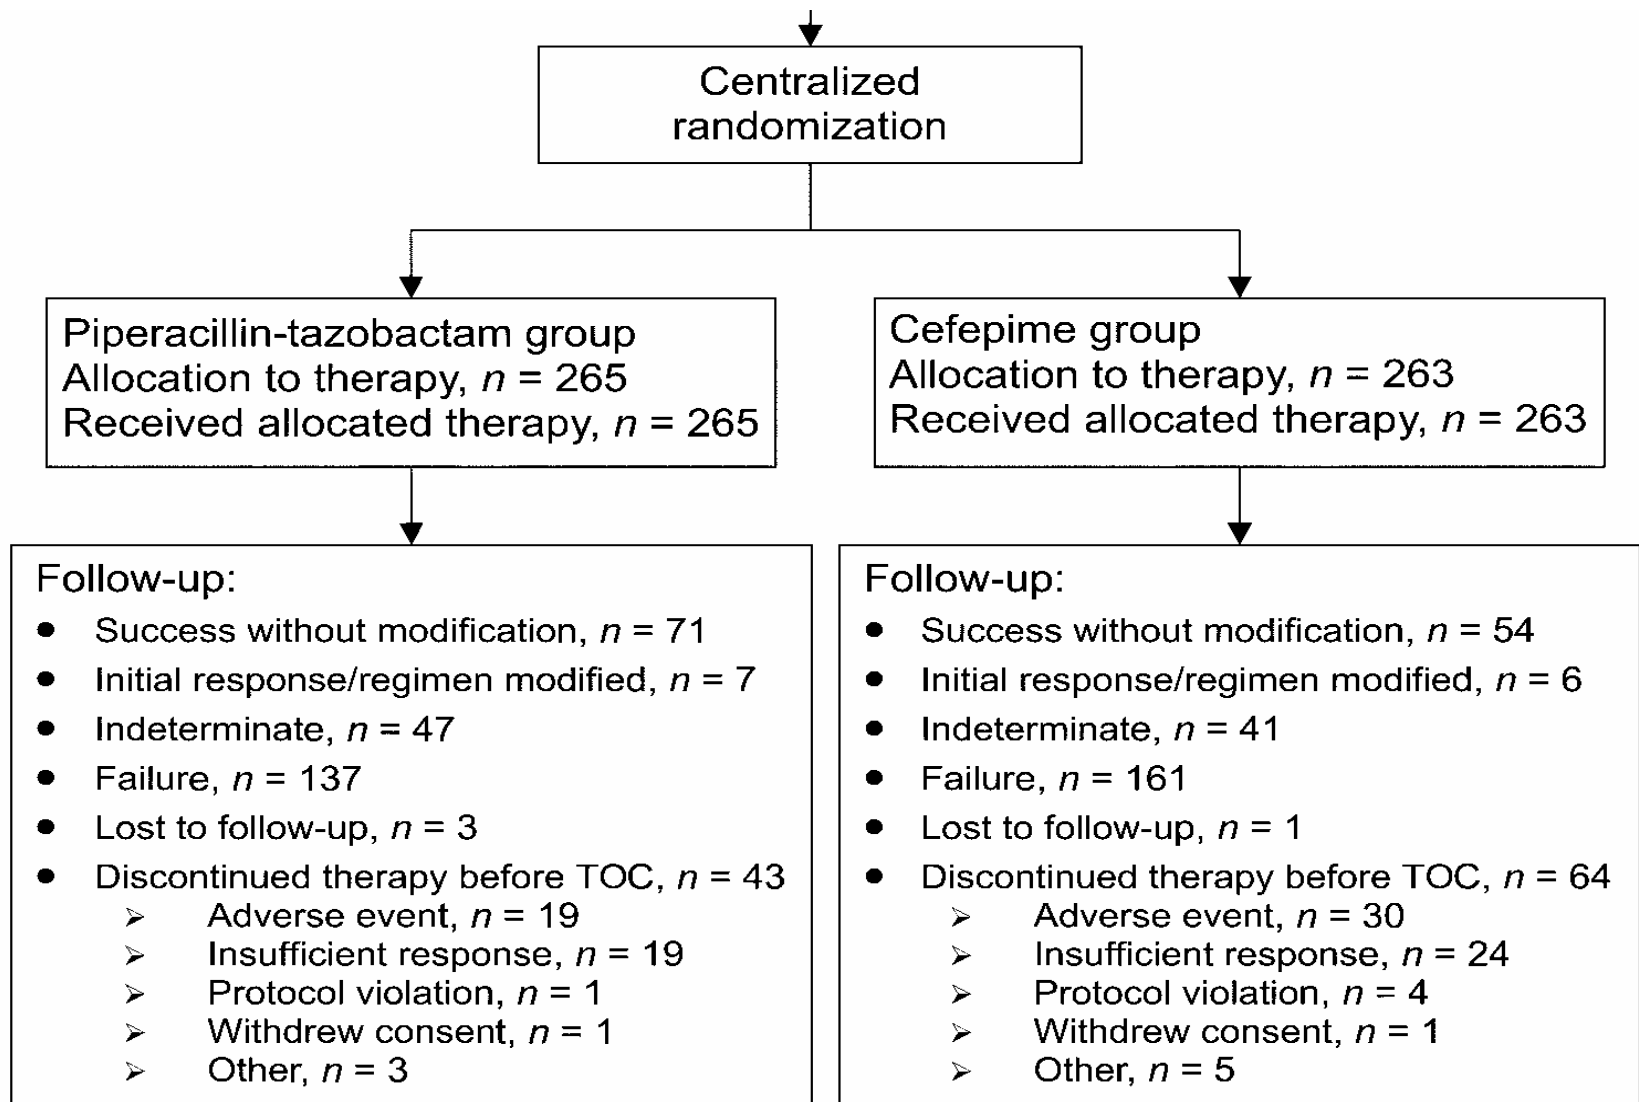 Centralized
randomization
Piperacillin-tazobactam group
Allocation to therapy, n = 265
Received allocated therapy, n = 265
Cefepime group
Allocation to therapy, n = 263
Received allocated therapy, n = 263
Follow-up:
● Success without modification, n = 71
● Initial response/regimen modified, n = 7
● Indeterminate, n = 47
● Failure, n = 137
● Lost to follow-up, n = 3
● Discontinued therapy before TOC, n = 43
➢ Adverse event, n = 19
➢ Insufficient response, n = 19
➢ Protocol violation, n = 1
➢ Withdrew consent, n = 1
➢ Other, n = 3
Follow-up:
● Success without modification, n = 54
● Initial response/regimen modified, n = 6
● Indeterminate, n = 41
● Failure, n = 161
● Lost to follow-up, n = 1
● Discontinued therapy before TOC, n = 64
➢ Adverse event, n = 30
➢ Insufficient response, n = 24
➢ Protocol violation, n = 4
➢ Withdrew consent, n = 1
➢ Other, n = 5